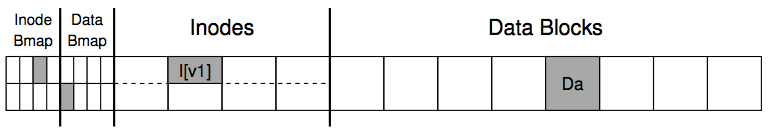 Inode Data
Bmap Bmap
Inodes
Data Blocks
I[v1]
Da